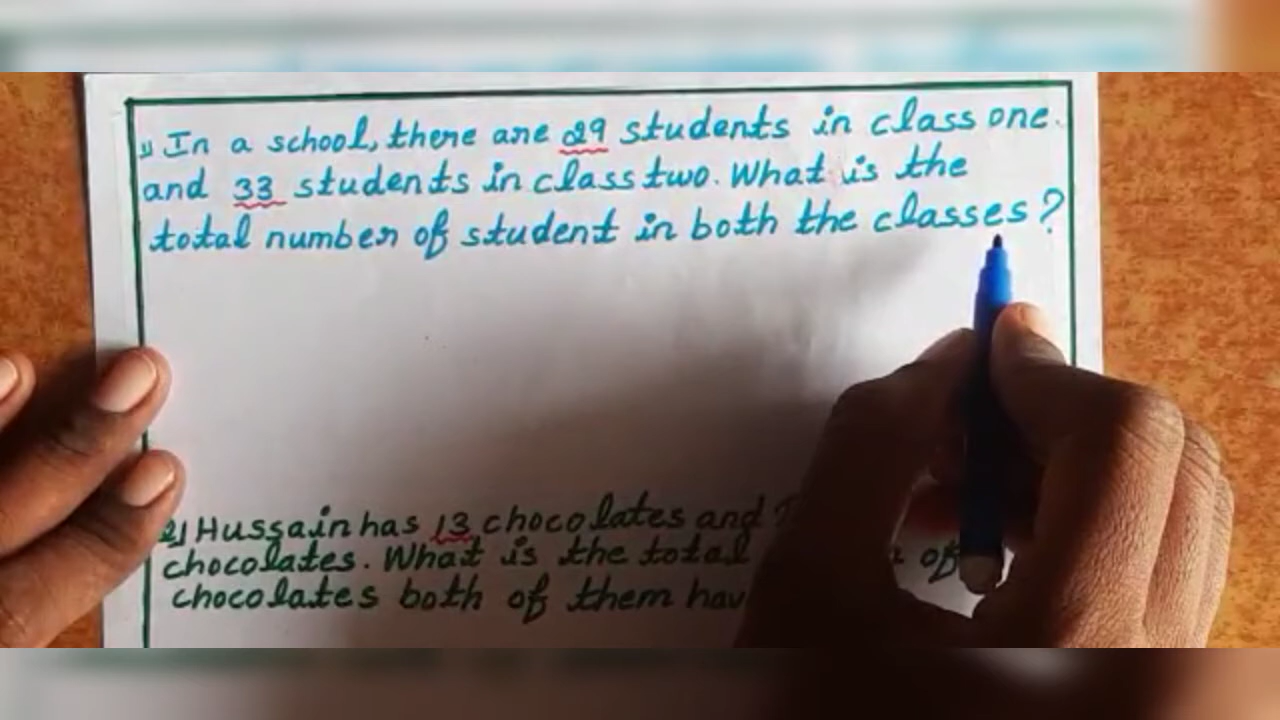 1) In a school, there are 29 students in class one.
and 33 students in class two. What is the
total number of student in both the classes?
2) Hussain has 13 chocolates and
chocolates. What is the total of
chocolates both of them